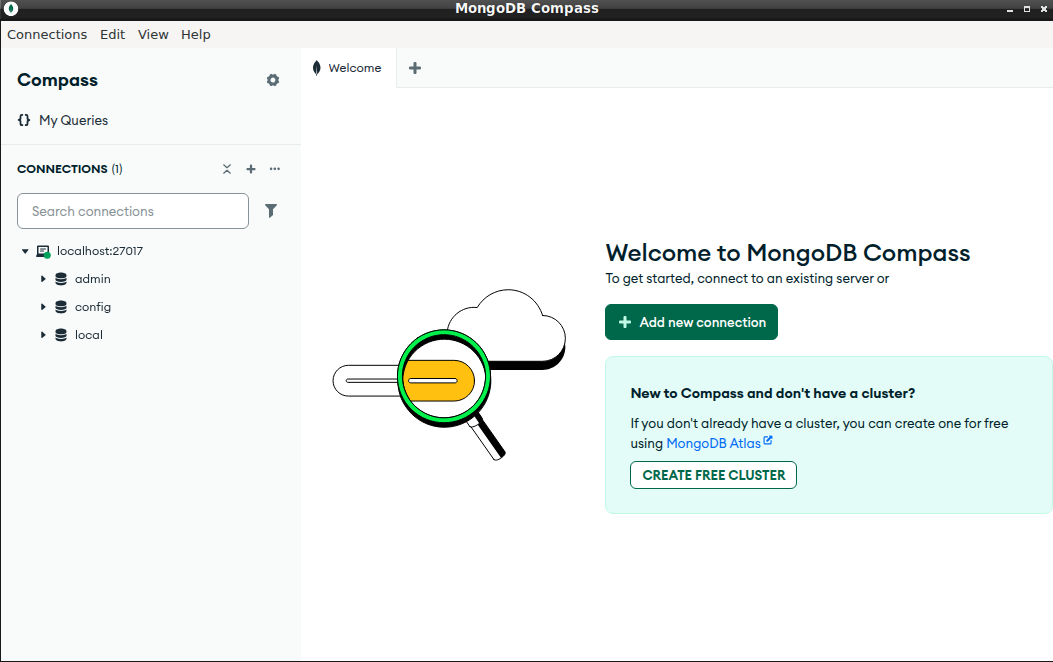 MongoDB Compass
Connections Edit View Help
Compass
Welcome
{} My Queries
CONNECTIONS (1)
Search connections
localhost:27017
admin
config
local
Welcome to MongoDB Compass
To get started, connect to an existing server or
Add new connection
New to Compass and don't have a cluster?
If you don't already have a cluster, you can create one for free
using MongoDB Atlas
CREATE FREE CLUSTER